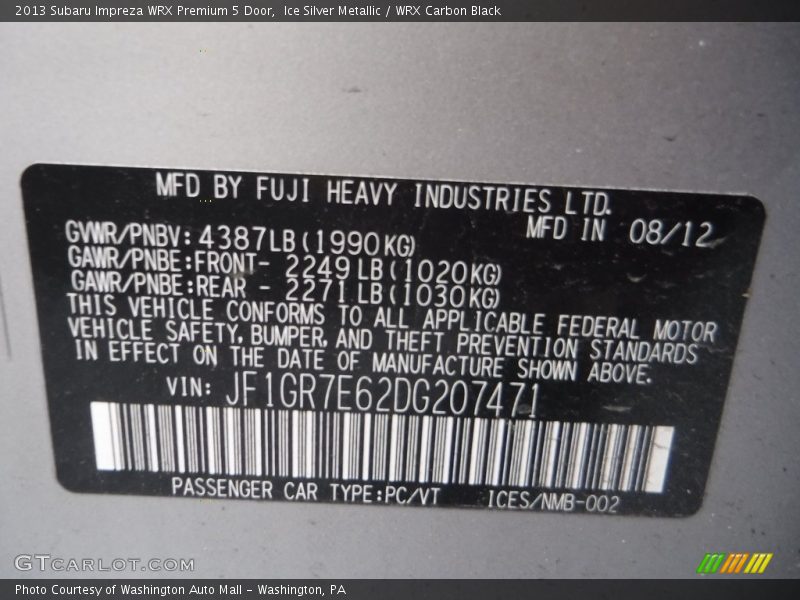 2013 Subaru Impreza WRX Premium 5 Door, Ice Silver Metallic / WRX Carbon Black
MFD BY FUJI HEAVY INDUSTRIES LTD.
MFD IN 08/12
GVWR/PNBV: 4387LB (1990KG)
GAWR/PNBE:FRONT- 2249 LB (1020KG)
GAWR/PNBE:REAR - 2271 LB (1030KG)
THIS VEHICLE CONFORMS TO ALL APPLICABLE FEDERAL MOTOR
VEHICLE SAFETY, BUMPER, AND THEFT PREVENTION STANDARDS
IN EFFECT ON THE DATE OF MANUFACTURE SHOWN ABOVE.
VIN: JF1GR7E62DG207471
PASSENGER CAR TYPE:PC/VT ICES/NMB-002
GTCARLOT.COM
Photo Courtesy of Washington Auto Mall - Washington, PA